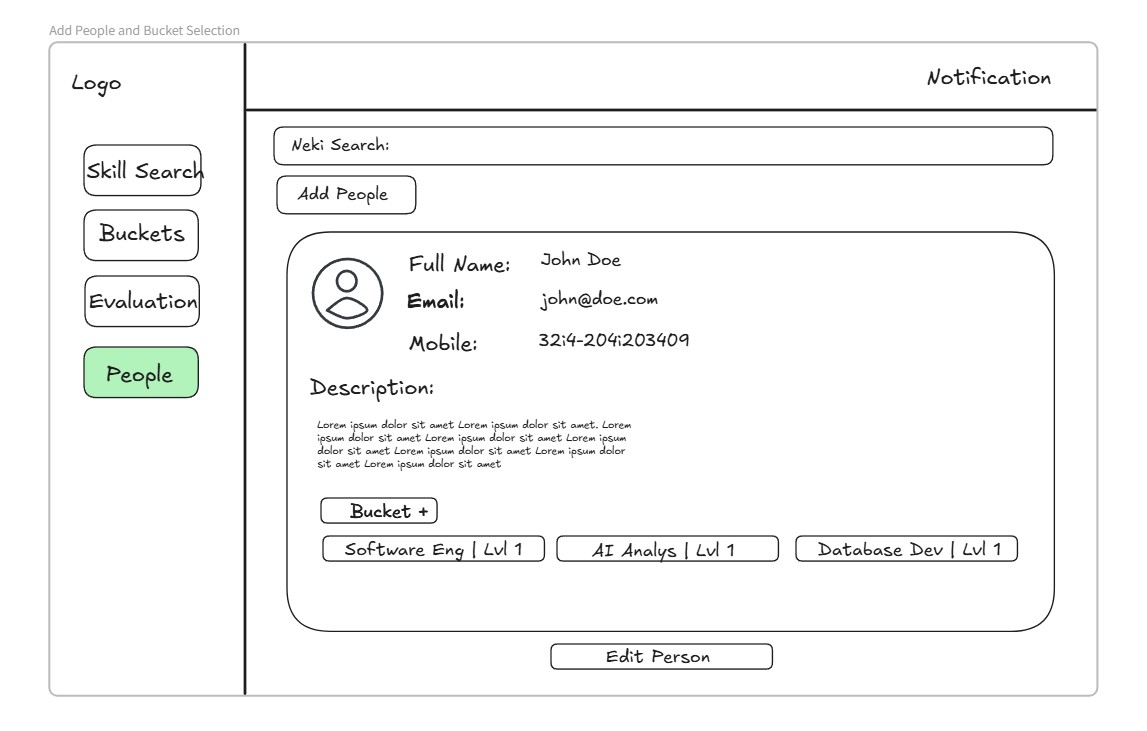 Add People and Bucket Selection
Logo
Notification
Skill Search
Buckets
Evaluation
People
Neki Search:
Add People
Full Name: John Doe
Email: john@doe.com
Mobile: 32i4-204i203409
Description:
Lorem ipsum dolor sit amet Lorem ipsum dolor sit amet. Lorem
ipsum dolor sit amet Lorem ipsum dolor sit amet Lorem ipsum
dolor sit amet Lorem ipsum dolor sit amet Lorem ipsum dolor
sit amet Lorem ipsum dolor sit amet
Bucket +
Software Eng | Lvl 1
AI Analys | Lvl 1
Database Dev | Lvl 1
Edit Person